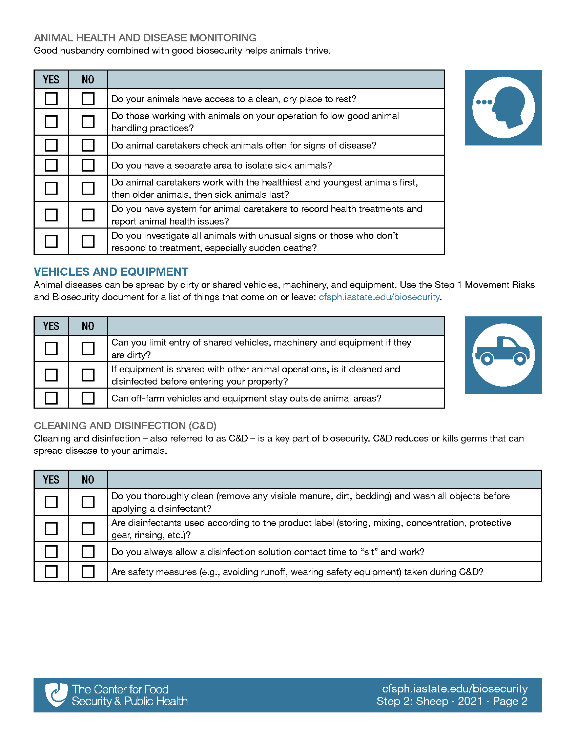 ANIMAL HEALTH AND DISEASE MONITORING
Good husbandry combined with good biosecurity helps animals thrive.
YES NO
Do your animals have access to a clean, dry place to rest?
Do those working with animals on your operation follow good animal
handling practices?
Do animal caretakers check animals often for signs of disease?
Do you have a separate area to isolate sick animals?
Do animal caretakers work with the healthiest and youngest animals first,
then older animals, then sick animals last?
Do you have system for animal caretakers to record health treatments and
report animal health issues?
Do you investigate all animals with unusual signs or those who don't
respond to treatment, especially sudden deaths?
VEHICLES AND EQUIPMENT
Animal diseases can be spread by dirty or shared vehicles, machinery, and equipment. Use the Step 1 Movement Risks
and Biosecurity document for a list of things that come on or leave: cfsph.iastate.edu/biosecurity.
YES NO
Can you limit entry of shared vehicles, machinery and equipment if they
are dirty?
If equipment is shared with other animal operations, is it cleaned and
disinfected before entering your property?
Can off-farm vehicles and equipment stay outside animal areas?
CLEANING AND DISINFECTION (C&D)
Cleaning and disinfection – also referred to as C&D – is a key part of biosecurity. C&D reduces or kills germs that can
spread disease to your animals.
YES NO
Do you thoroughly clean (remove any visible manure, dirt, bedding) and wash all objects before
applying a disinfectant?
Are disinfectants used according to the product label (storing, mixing, concentration, protective
gear, rinsing, etc.)?
Do you always allow a disinfection solution contact time to "sit" and work?
Are safety measures (e.g., avoiding runoff, wearing safety equipment) taken during C&D?
The Center for Food
Security & Public Health
cfsph.iastate.edu/biosecurity
Step 2: Sheep - 2021 - Page 2